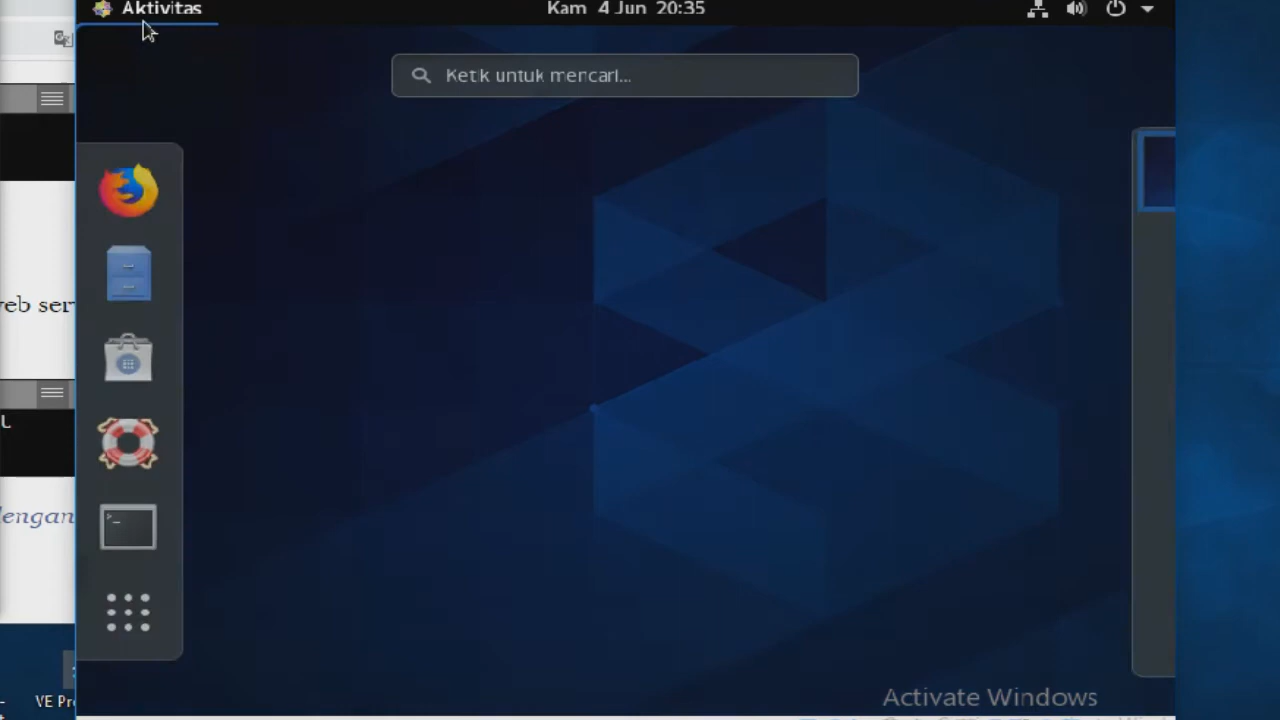 Aktivitas
Kam 4 Jun 20:35
Ketik untuk mencari...
eb ser
engan
VE Pr
Activate Windows